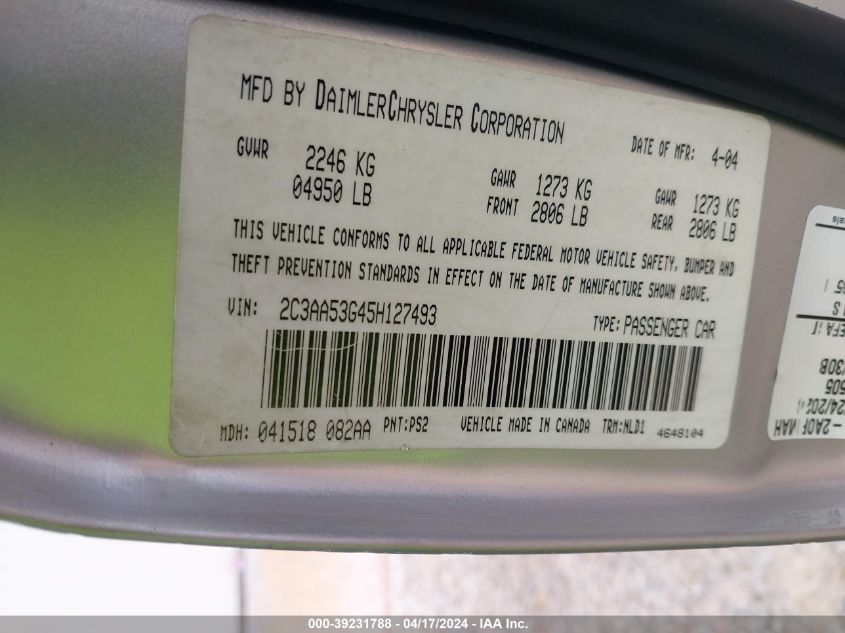 MFD BY DAIMLERCHRYSLER CORPORATION
DATE OF MFR: 4-04
GVWR 2246 KG
04950 LB
GAWR FRONT 1273 KG
2806 LB
GAWR REAR 1273 KG
2806 LB
THIS VEHICLE CONFORMS TO ALL APPLICABLE FEDERAL MOTOR VEHICLE SAFETY, BUMPER AND
THEFT PREVENTION STANDARDS IN EFFECT ON THE DATE OF MANUFACTURE SHOWN ABOVE.
VIN: 2C3AA53G45H127493
TYPE: PASSENGER CAR
MDH: 041518 082AA PNT:PS2 VEHICLE MADE IN CANADA TRM:NLD1 4648104
000-39231788 - 04/17/2024 - IAA Inc.